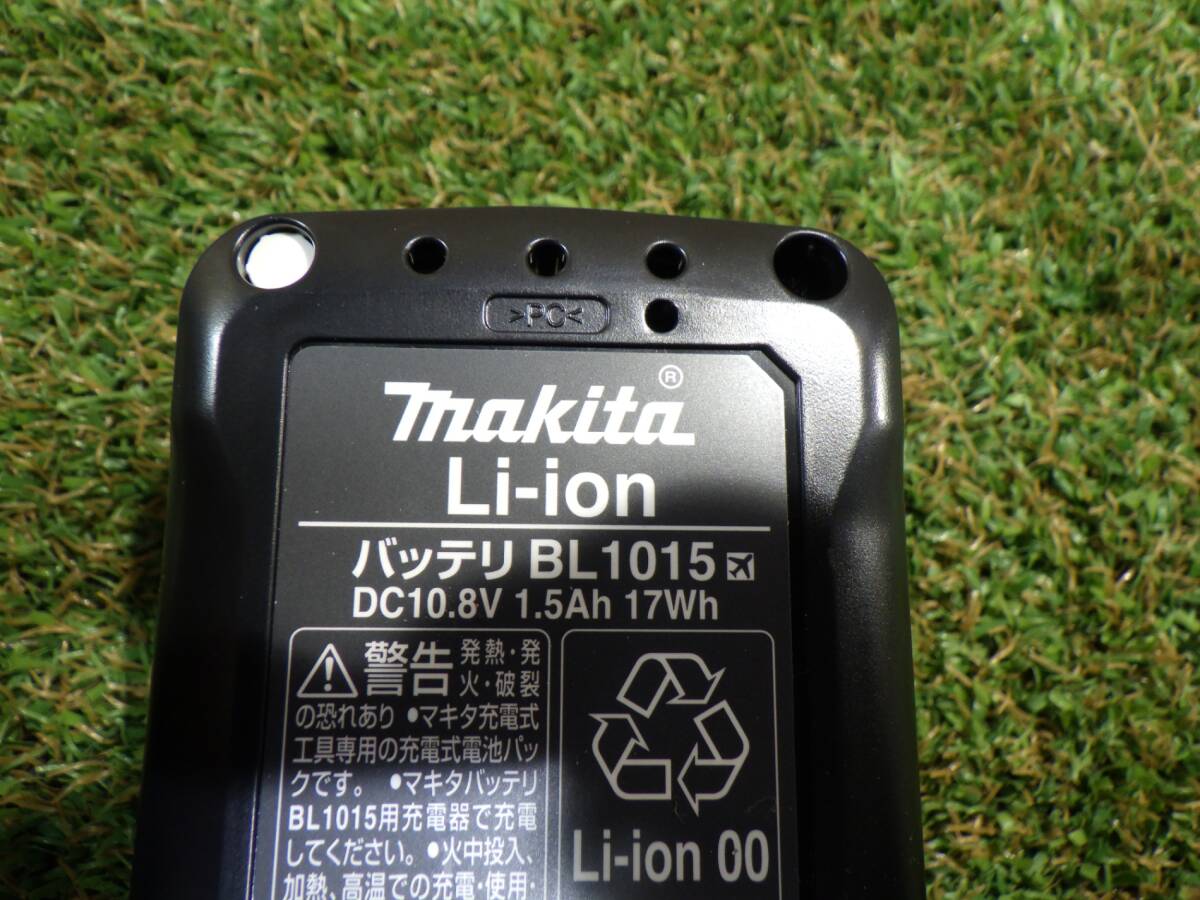 >PC<
makita®
Li-ion
バッテリ BL1015
DC10.8V 1.5Ah 17Wh
警告 発熱・発
火・破裂
の恐れあり ●マキタ充電式
工具専用の充電式電池パッ
クです。 ●マキタバッテリ
BL1015用充電器で充電
してください。 ●火中投入、
加熱、高温での充電・使用・
Li-ion 00